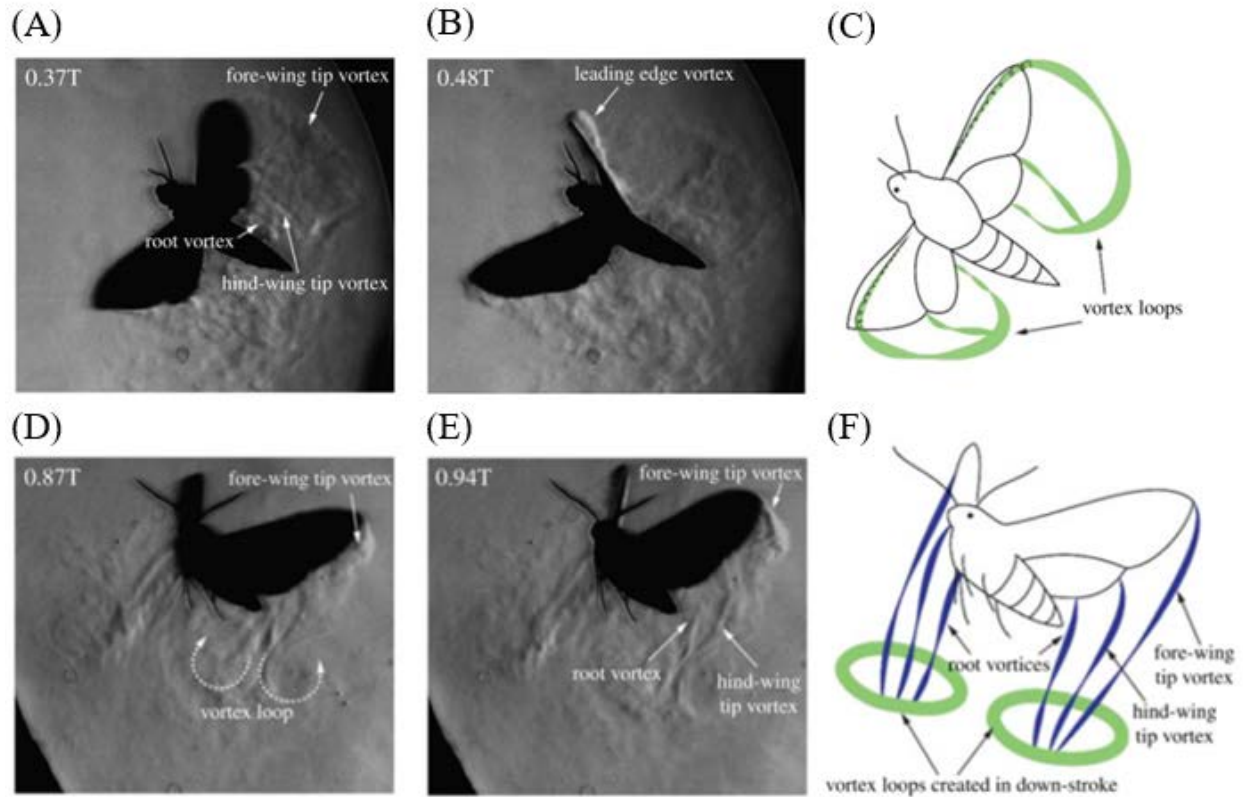 (A)
0.37T
fore-wing tip vortex
root vortex
hind-wing tip vortex
(B)
0.48T
leading edge vortex
(C)
vortex loops
(D)
0.87T
fore-wing tip vortex
vortex loop
(E)
0.94T
fore-wing tip vortex
root vortex
hind-wing
tip vortex
(F)
root vortices
fore-wing
tip vortex
hind-wing
tip vortex
vortex loops created in down-stroke